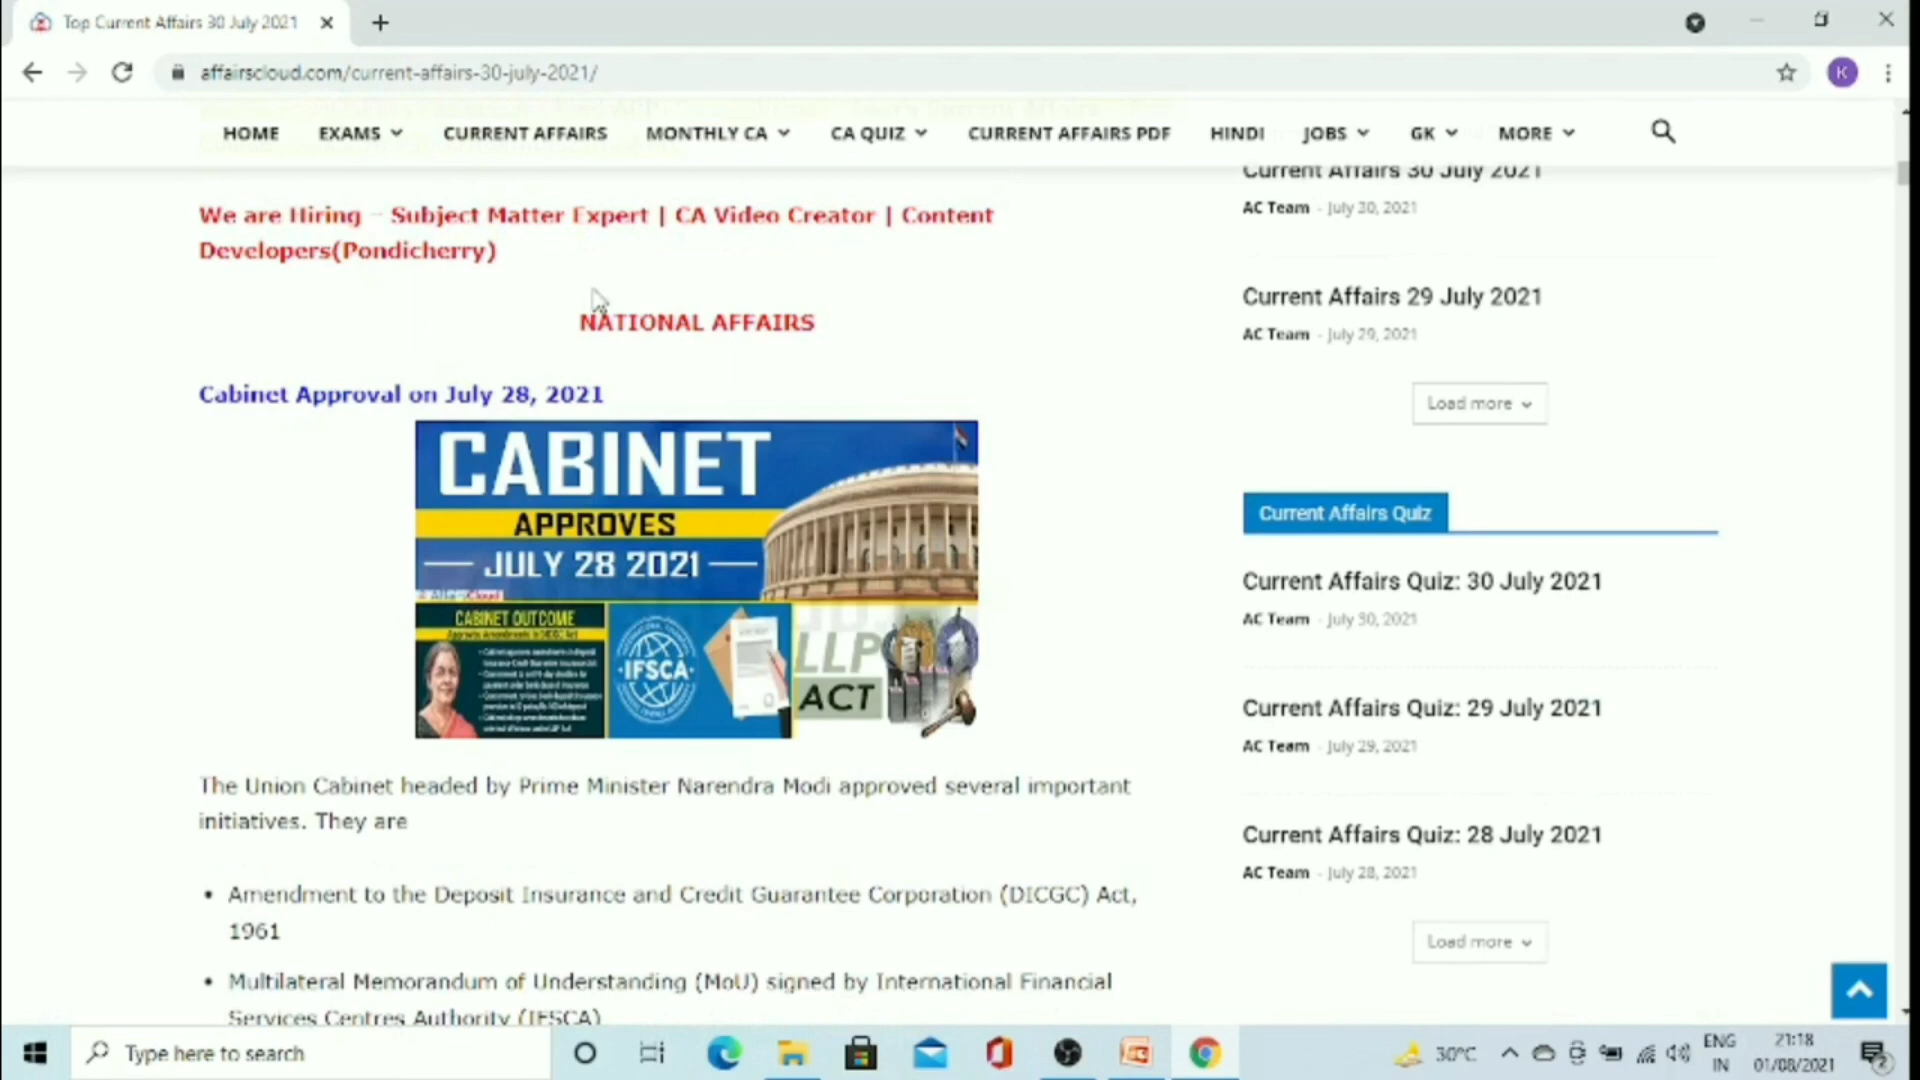 Top Current Affairs 30 July 2021
affairscloud.com/current-affairs-30-july-2021/
HOME EXAMS CURRENT AFFAIRS MONTHLY CA CA QUIZ CURRENT AFFAIRS PDF HINDI JOBS GK MORE
We are Hiring – Subject Matter Expert | CA Video Creator | Content
Developers(Pondicherry)
NATIONAL AFFAIRS
Cabinet Approval on July 28, 2021
CABINET
APPROVES
JULY 28 2021
AffairsCloud
CABINET OUTCOME
IFSCA
LLP
ACT
The Union Cabinet headed by Prime Minister Narendra Modi approved several important
initiatives. They are
• Amendment to the Deposit Insurance and Credit Guarantee Corporation (DICGC) Act,
1961
• Multilateral Memorandum of Understanding (MoU) signed by International Financial
Services Centres Authority (IFSCA)
Current Affairs 30 July 2021
AC Team - July 30, 2021
Current Affairs 29 July 2021
AC Team - July 29, 2021
Load more
Current Affairs Quiz
Current Affairs Quiz: 30 July 2021
AC Team - July 30, 2021
Current Affairs Quiz: 29 July 2021
AC Team - July 29, 2021
Current Affairs Quiz: 28 July 2021
AC Team - July 28, 2021
Load more
K
Type here to search
30°C
ENG
IN
21:18
01/08/2021
2